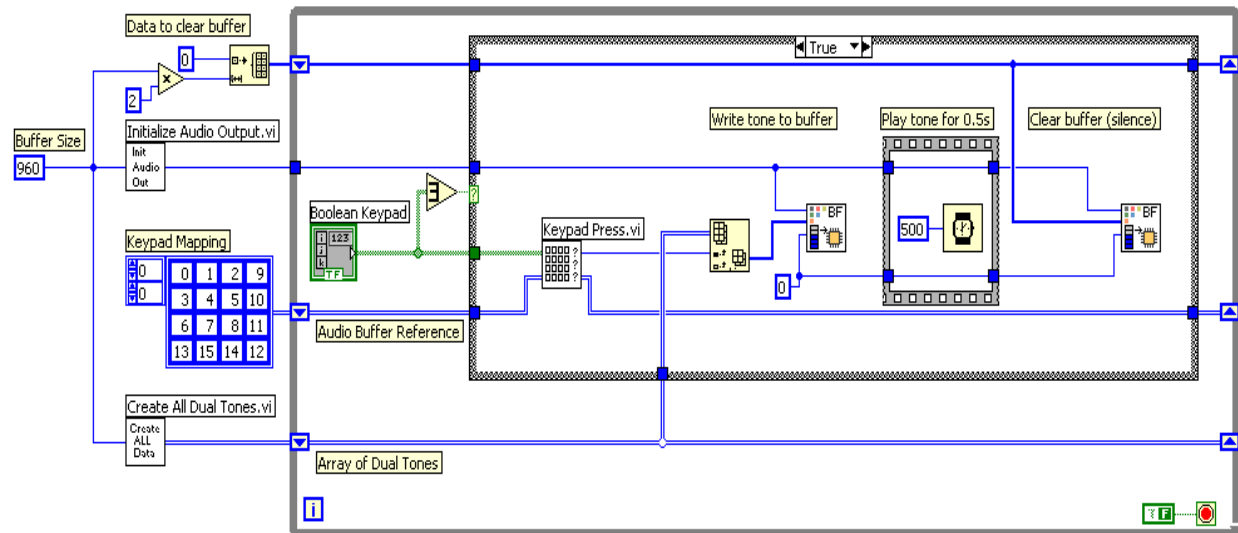 Data to clear buffer
0
2
x
Buffer Size
960
Initialize Audio Output.vi
Init
Audio
Out
Keypad Mapping
0
0
0 1 2 9
3 4 5 10
6 7 8 11
13 15 14 12
Create All Dual Tones.vi
Create
ALL
Data
True
Boolean Keypad
i
j
k
123
TF
?
Keypad Press.vi
?
?
?
?
Write tone to buffer
BF
0
Play tone for 0.5s
500
Clear buffer (silence)
BF
Audio Buffer Reference
Array of Dual Tones
i
F